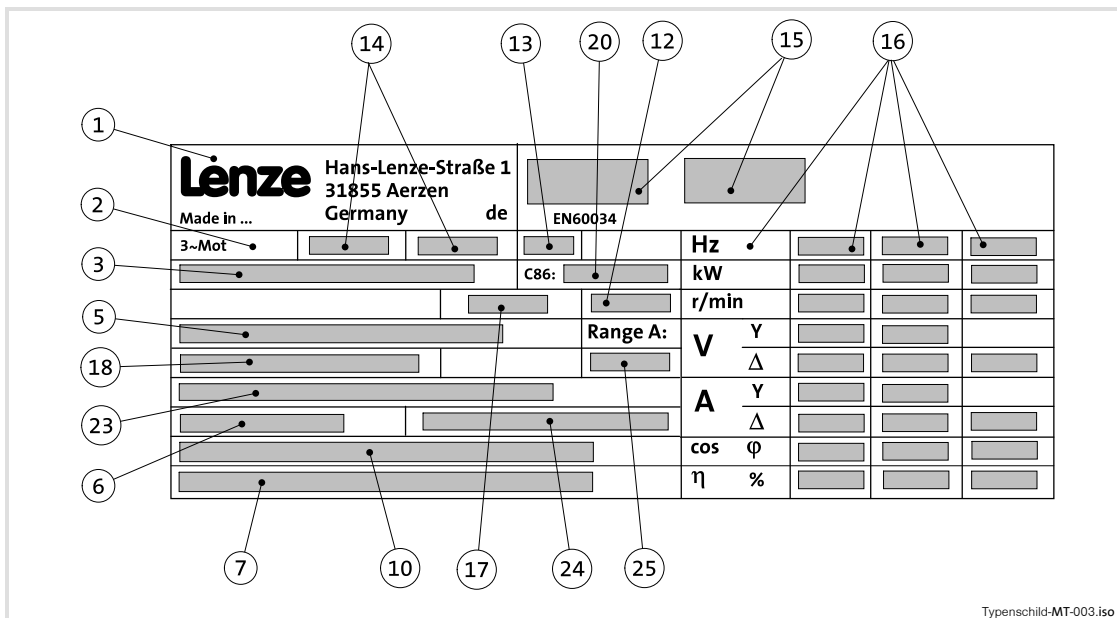 14 13 20 12 15 16
1
Lenze Hans-Lenze-Straße 1
31855 Aerzen
Made in ... Germany de EN60034
2
3~Mot Hz
3 C86: kW
r/min
5 Range A: V Y
18 Δ
23 A Y
Δ
6 cos φ
η %
7 10 17 24 25
Typenschild-MT-003.iso